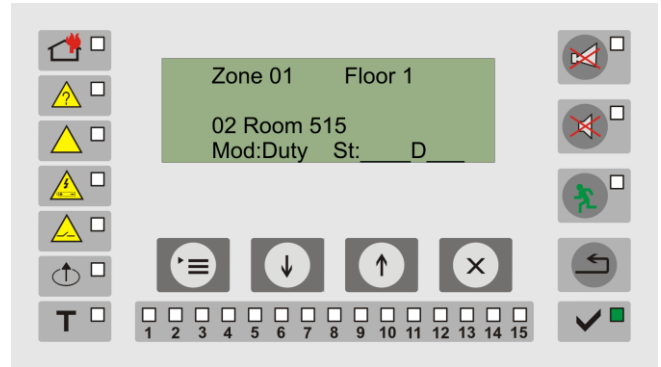 Zone 01 Floor 1
02 Room 515
Mod:Duty St:____D___
?
T
1 2 3 4 5 6 7 8 9 10 11 12 13 14 15